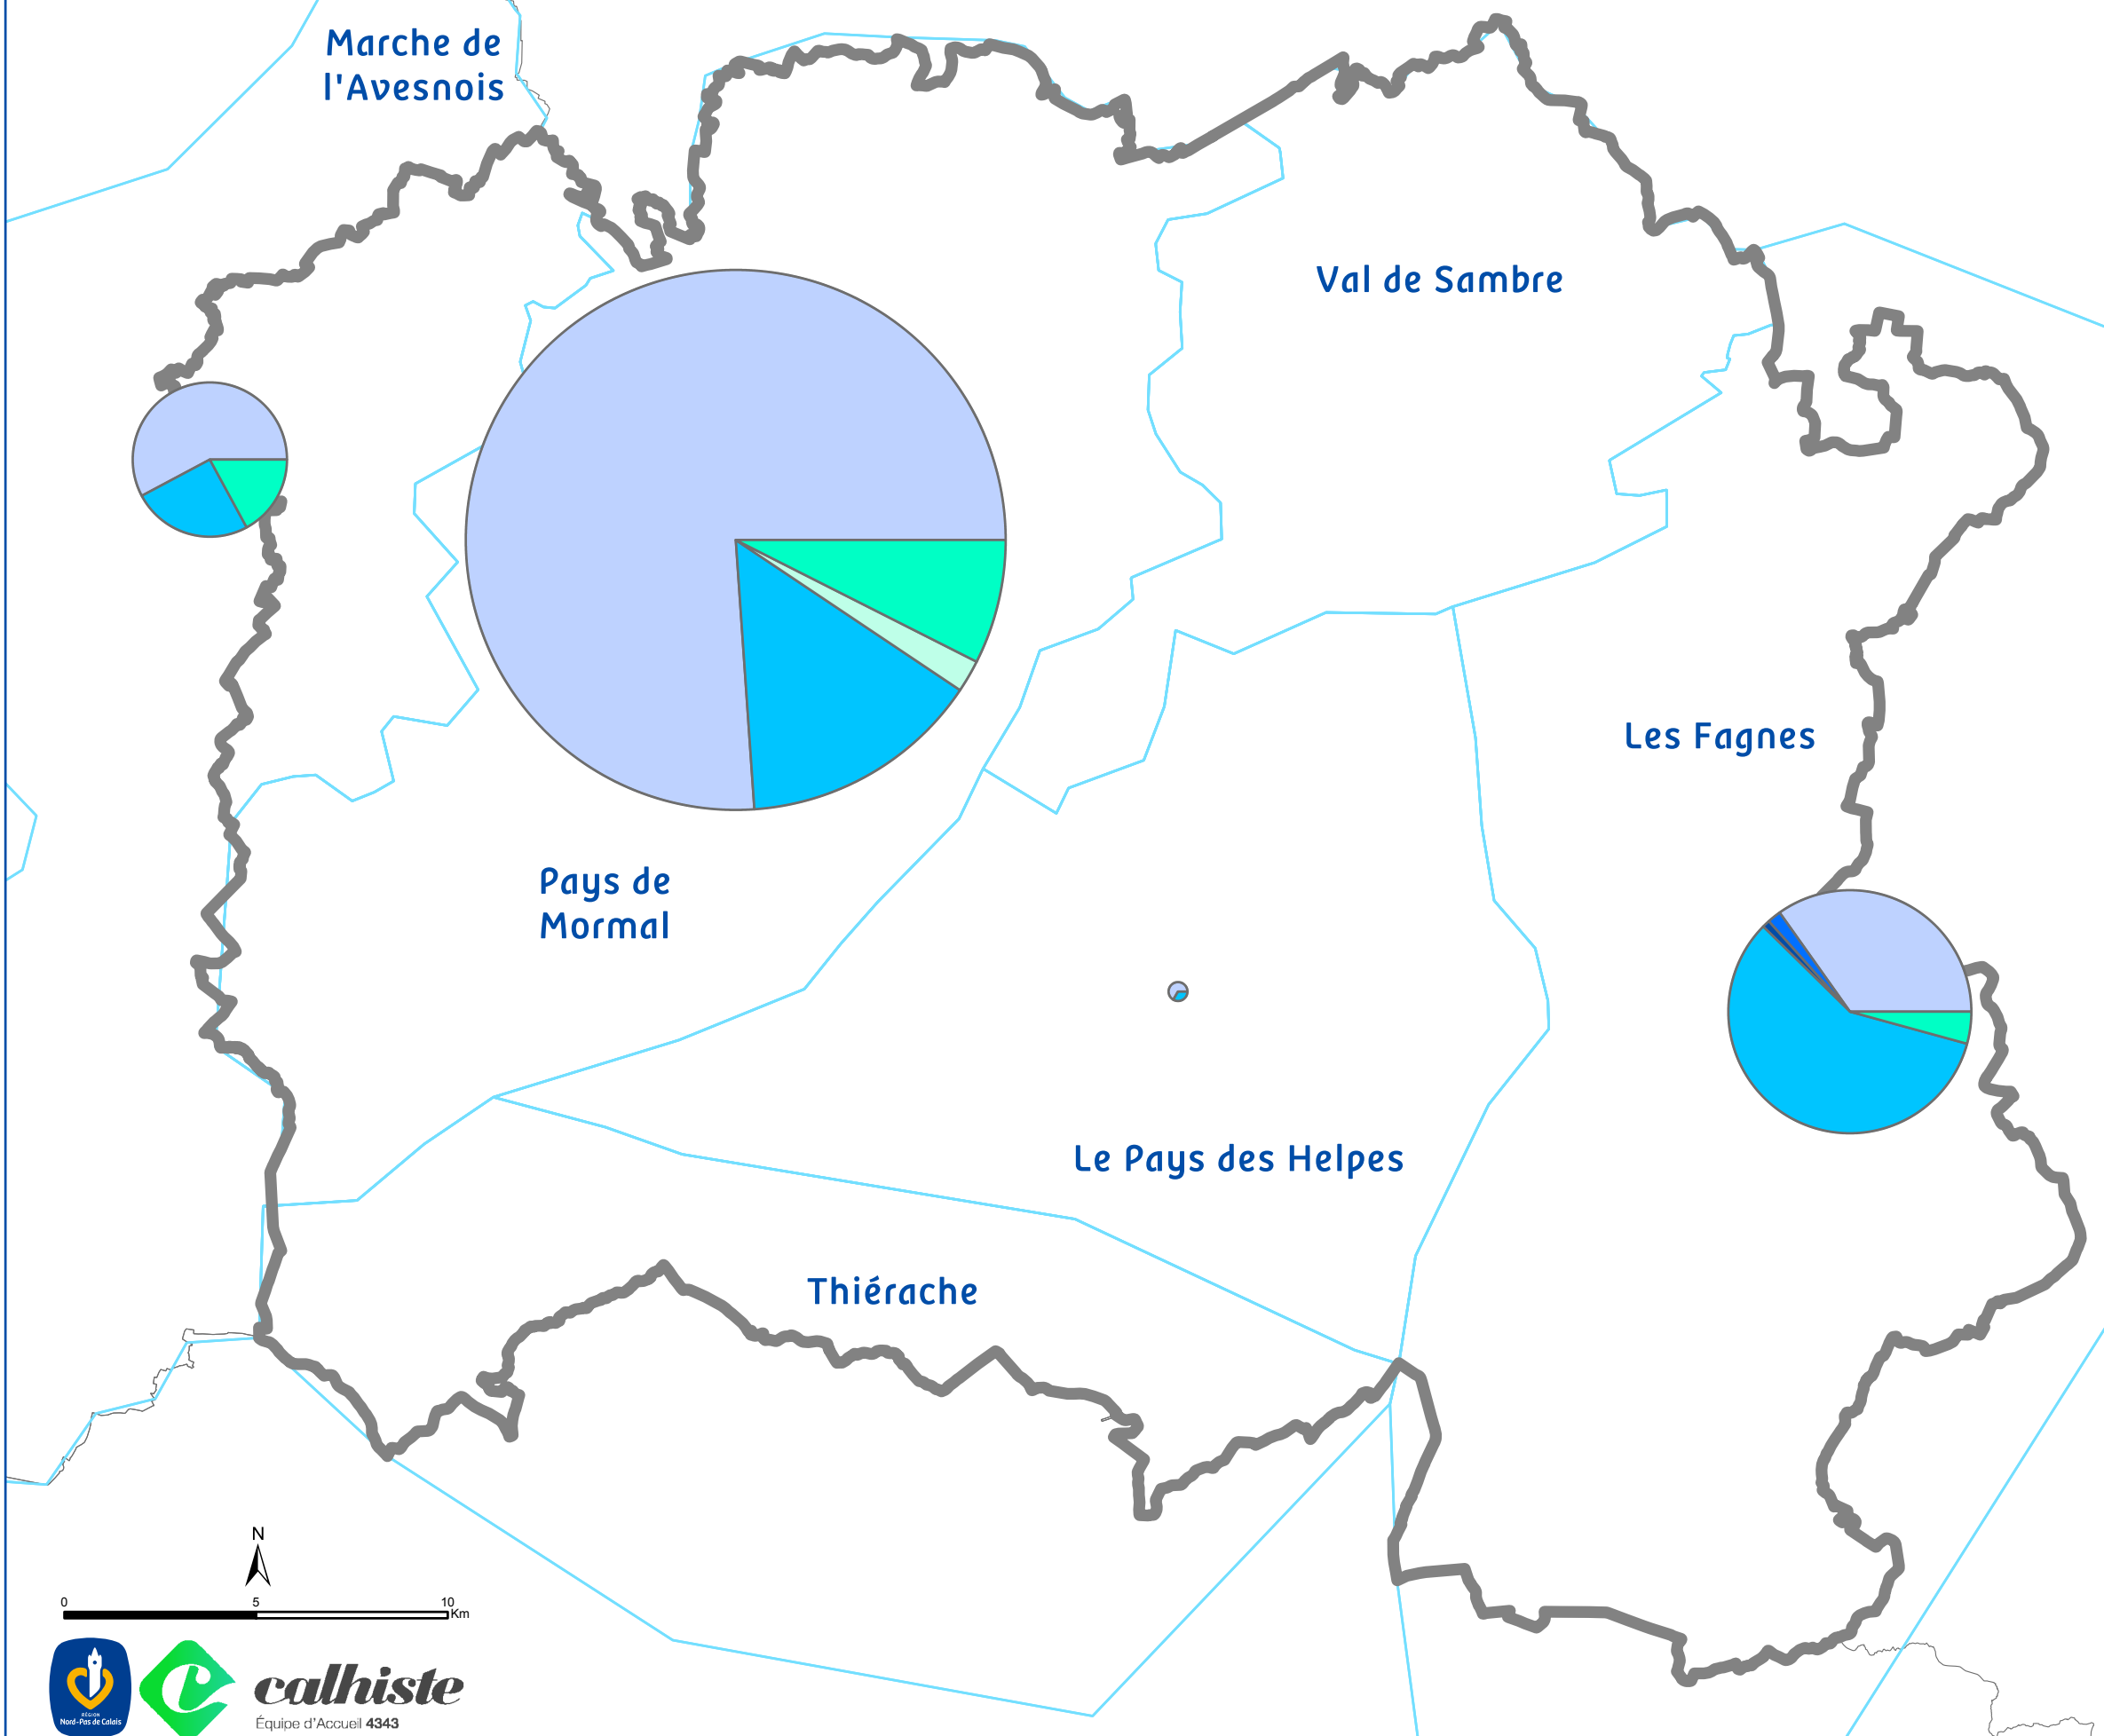 Marche de
l'Avesnois
Val de Sambre
Les Fagnes
Pays de
Mormal
Le Pays des Helpes
Thiérache
N
0 5 10
Km
RÉGION
Nord-Pas de Calais
C
calhiste
Équipe d'Accueil 4343